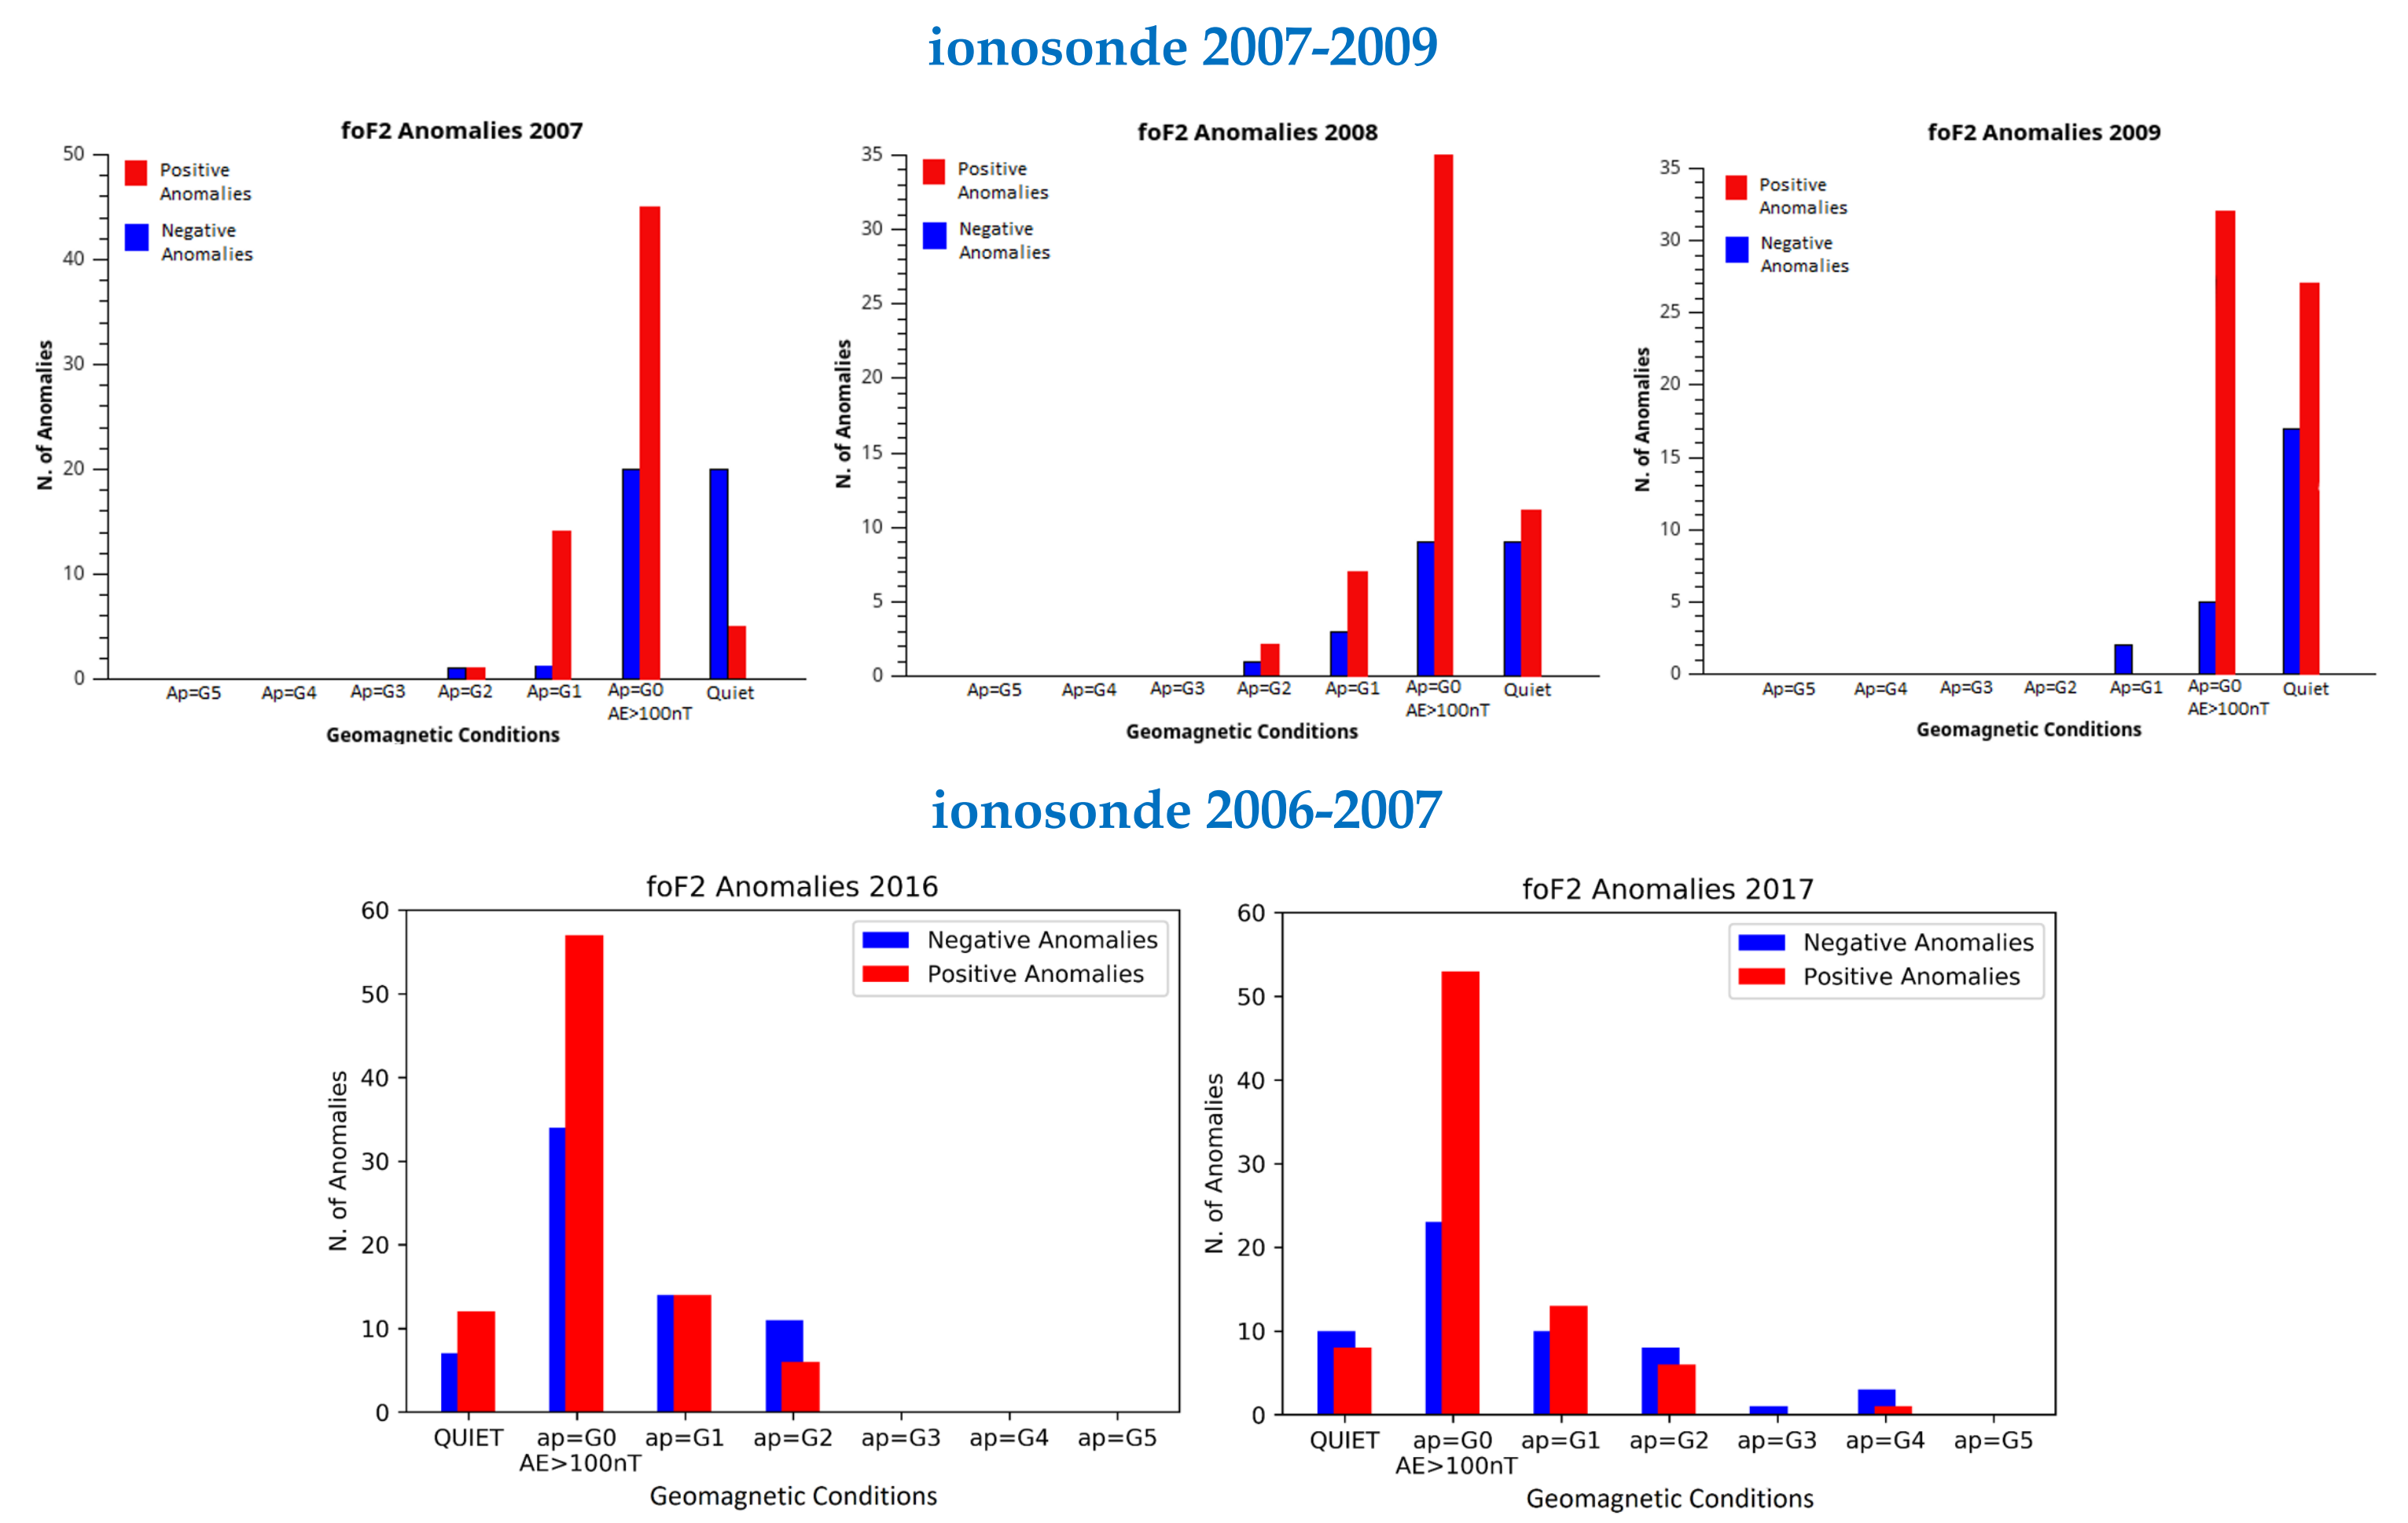 ionosonde 2007-2009
foF2 Anomalies 2007
50
40
30
20
10
0
N. of Anomalies
Positive
Anomalies
Negative
Anomalies
Ap=G5 Ap=G4 Ap=G3 Ap=G2 Ap=G1 Ap=G0 Quiet
AE>100nT
Geomagnetic Conditions
foF2 Anomalies 2008
35
30
25
20
15
10
5
0
N. of Anomalies
Positive
Anomalies
Negative
Anomalies
Ap=G5 Ap=G4 Ap=G3 Ap=G2 Ap=G1 Ap=G0 Quiet
AE>100nT
Geomagnetic Conditions
foF2 Anomalies 2009
35
30
25
20
15
10
5
0
N. of Anomalies
Positive
Anomalies
Negative
Anomalies
Ap=G5 Ap=G4 Ap=G3 Ap=G2 Ap=G1 Ap=G0 Quiet
AE>100nT
Geomagnetic Conditions
ionosonde 2006-2007
foF2 Anomalies 2016
60
50
40
30
20
10
0
N. of Anomalies
Negative Anomalies
Positive Anomalies
QUIET ap=G0 ap=G1 ap=G2 ap=G3 ap=G4 ap=G5
AE>100nT
Geomagnetic Conditions
foF2 Anomalies 2017
60
50
40
30
20
10
0
N. of Anomalies
Negative Anomalies
Positive Anomalies
QUIET ap=G0 ap=G1 ap=G2 ap=G3 ap=G4 ap=G5
AE>100nT
Geomagnetic Conditions